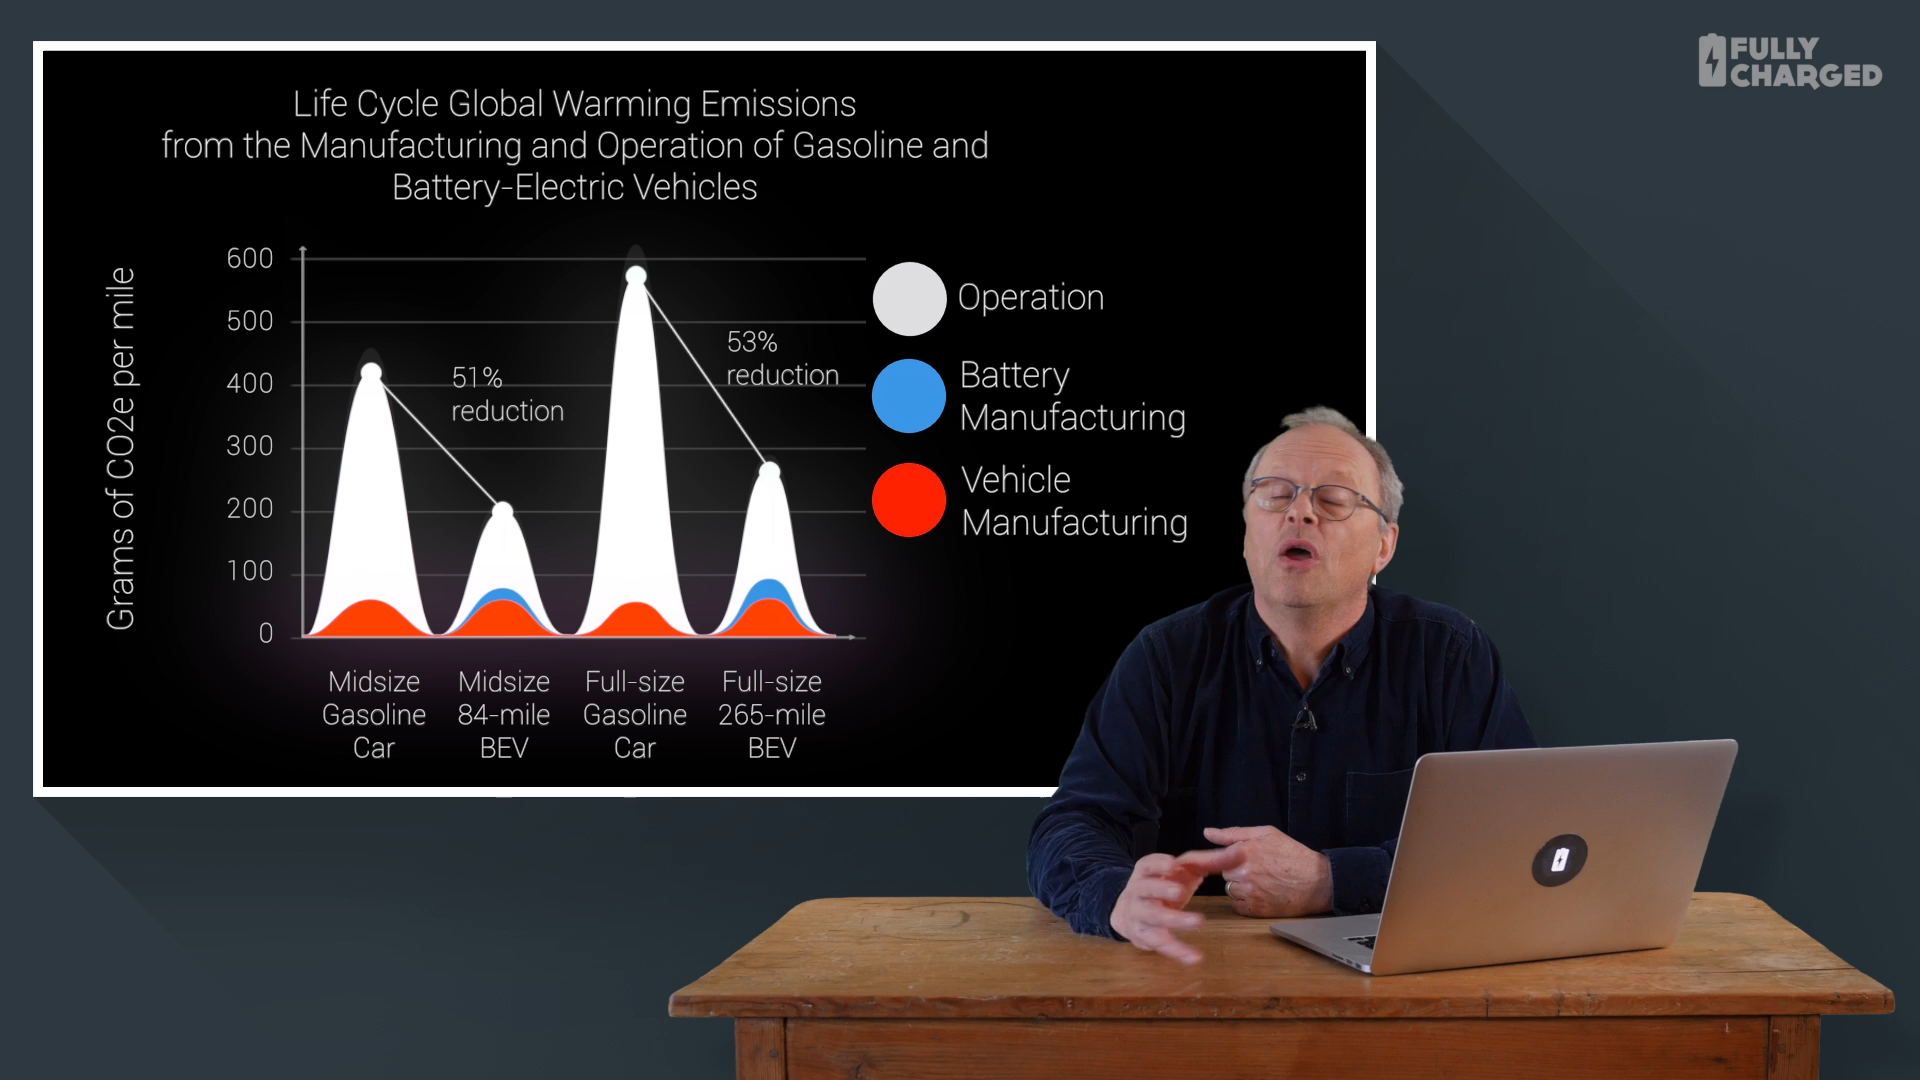 FULLY
CHARGED
Life Cycle Global Warming Emissions
from the Manufacturing and Operation of Gasoline and
Battery-Electric Vehicles
Grams of CO2e per mile
600
500
400
300
200
100
0
51%
reduction
53%
reduction
Operation
Battery
Manufacturing
Vehicle
Manufacturing
Midsize
Gasoline
Car
Midsize
84-mile
BEV
Full-size
Gasoline
Car
Full-size
265-mile
BEV